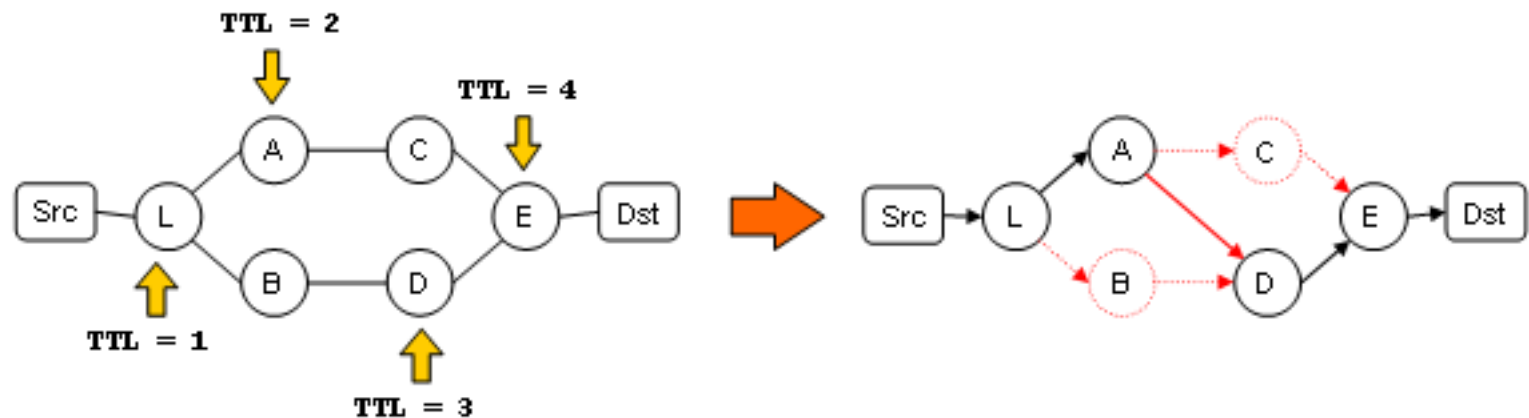 TTL = 2
TTL = 4
A
C
Src
L
E
Dst
B
D
TTL = 1
TTL = 3
A
C
Src
L
E
Dst
B
D